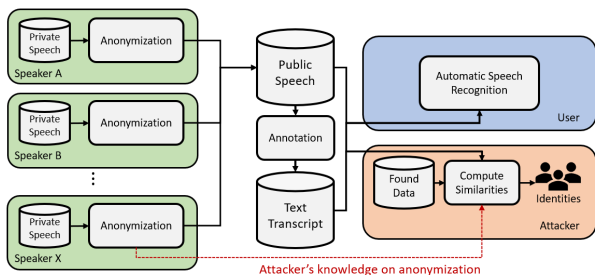 Private
Speech
Anonymization
Speaker A
Private
Speech
Anonymization
Speaker B
...
Private
Speech
Anonymization
Speaker X
Public
Speech
Annotation
Text
Transcript
Automatic Speech
Recognition
User
Found
Data
Compute
Similarities
Identities
Attacker
Attacker's knowledge on anonymization